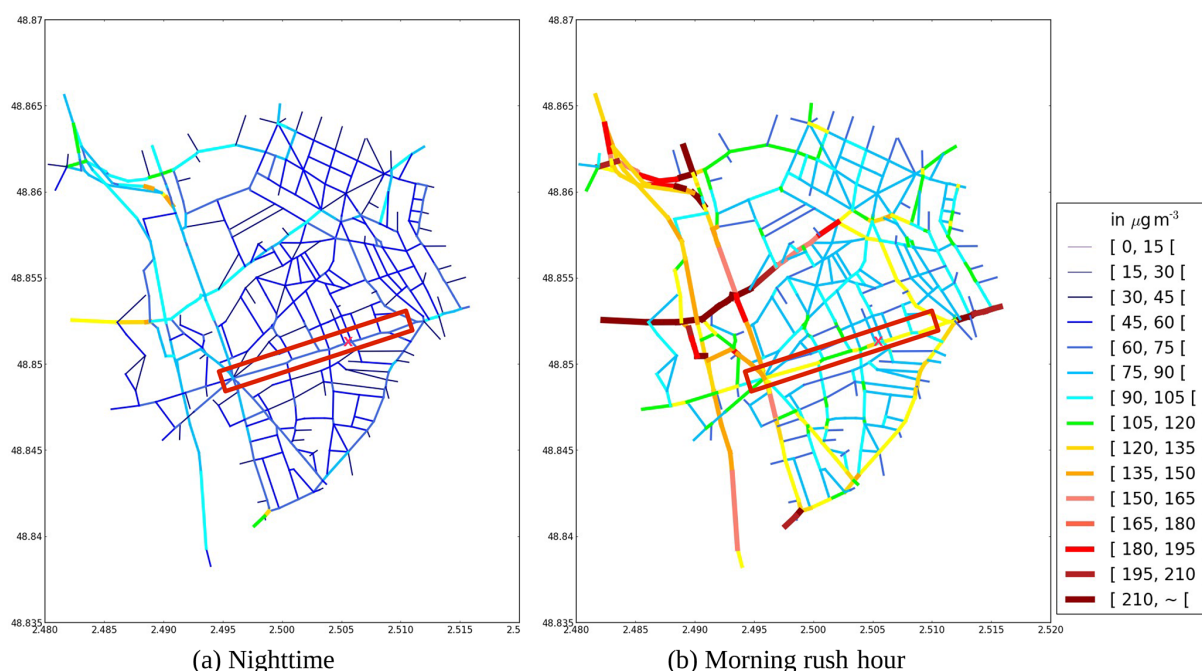 48.87
48.865
48.86
48.855
48.85
48.845
48.84
48.835
2.480
2.485
2.490
2.495
2.500
2.505
2.510
2.515
2.5
(a) Nighttime
48.87
48.865
48.86
48.855
48.85
48.845
48.84
48.835
2.480
2.485
2.490
2.495
2.500
2.505
2.510
2.515
2.520
(b) Morning rush hour
in μg m⁻³
[ 0, 15 [
[ 15, 30 [
[ 30, 45 [
[ 45, 60 [
[ 60, 75 [
[ 75, 90 [
[ 90, 105 [
[ 105, 120
[ 120, 135
[ 135, 150
[ 150, 165
[ 165, 180
[ 180, 195
[ 195, 210
[ 210, ~ [